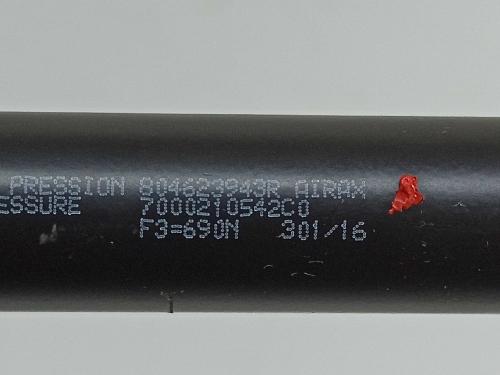 PRESSION 804623943R AIRAX
ESSURE 7000210542C0
F3=690N 301/16